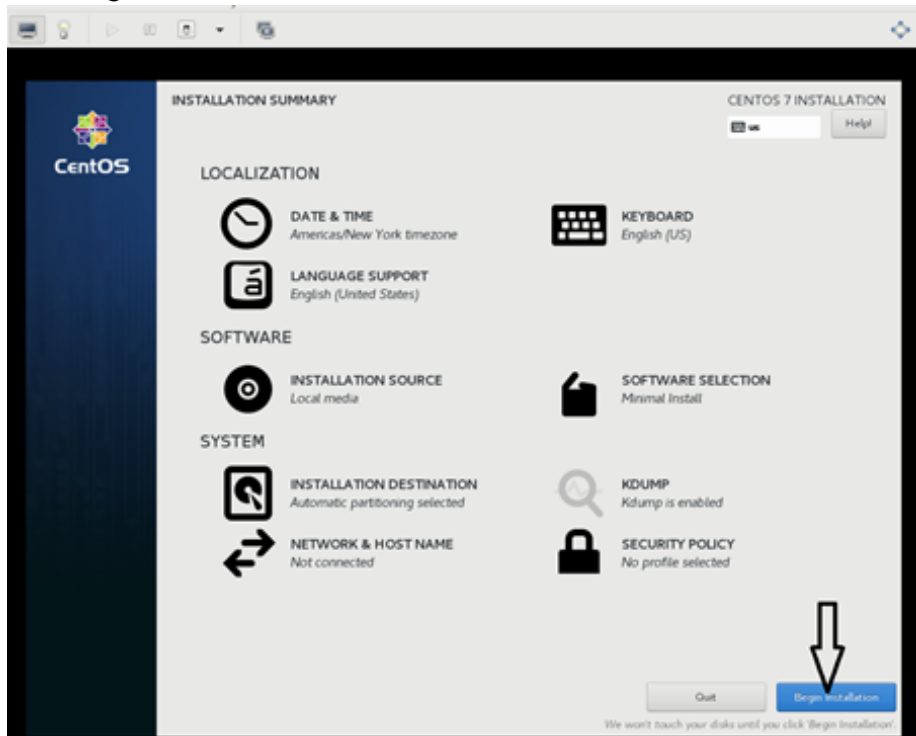 INSTALLATION SUMMARY
CENTOS 7 INSTALLATION
us
Help!
CentOS
LOCALIZATION
DATE & TIME
Americas/New York timezone
KEYBOARD
English (US)
LANGUAGE SUPPORT
English (United States)
SOFTWARE
INSTALLATION SOURCE
Local media
SOFTWARE SELECTION
Minimal Install
SYSTEM
INSTALLATION DESTINATION
Automatic partitioning selected
KDUMP
Kdump is enabled
NETWORK & HOST NAME
Not connected
SECURITY POLICY
No profile selected
Quit
Begin Installation
We won't touch your disks until you click 'Begin Installation'.